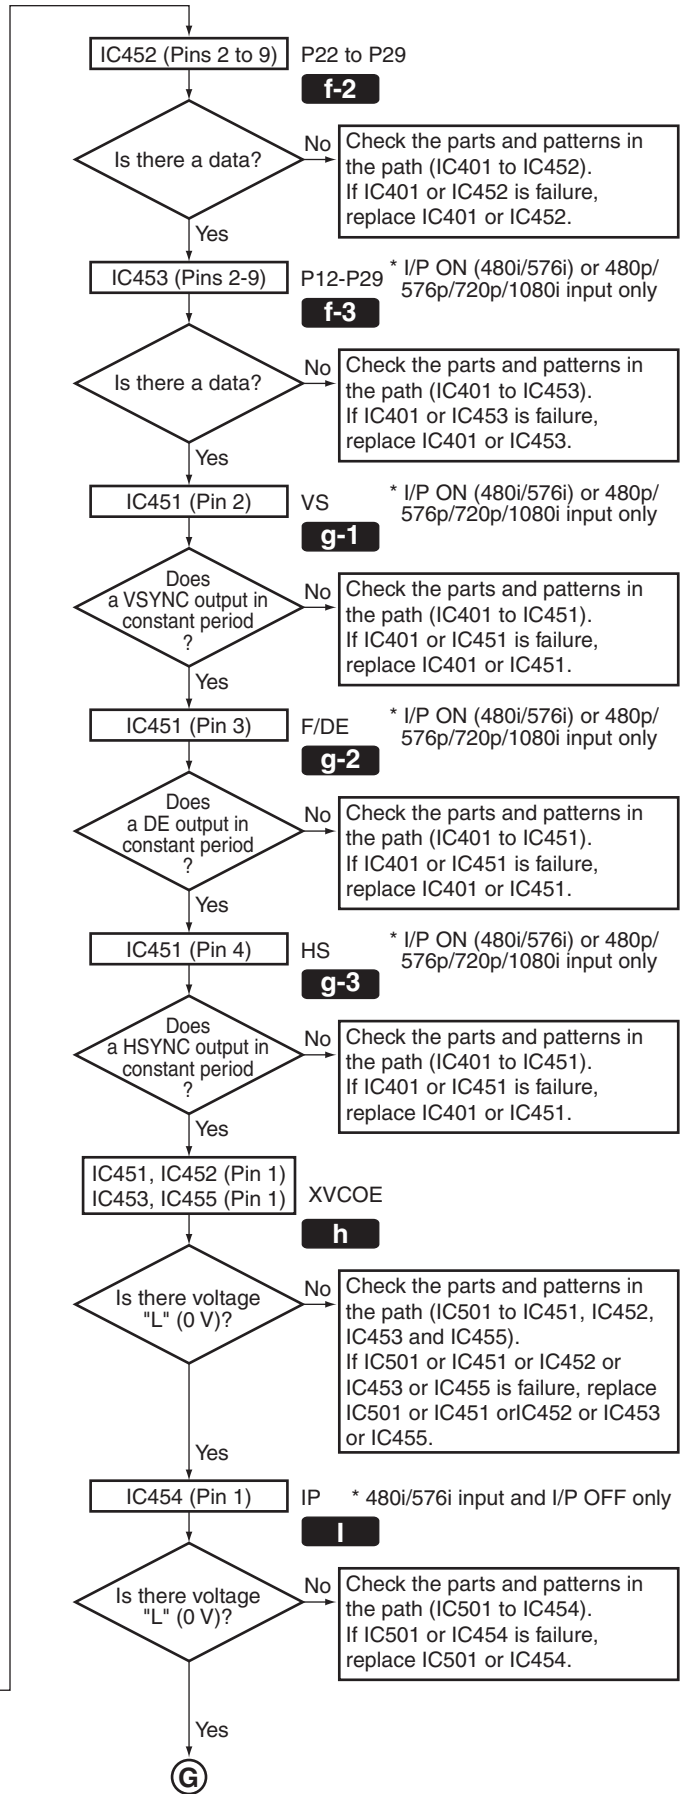 IC452 (Pins 2 to 9)
P22 to P29
f-2
Is there a data?
No
Check the parts and patterns in
the path (IC401 to IC452).
If IC401 or IC452 is failure,
replace IC401 or IC452.
Yes
IC453 (Pins 2-9)
P12-P29
* I/P ON (480i/576i) or 480p/
576p/720p/1080i input only
f-3
Is there a data?
No
Check the parts and patterns in
the path (IC401 to IC453).
If IC401 or IC453 is failure,
replace IC401 or IC453.
Yes
IC451 (Pin 2)
VS
* I/P ON (480i/576i) or 480p/
576p/720p/1080i input only
g-1
Does
a VSYNC output in
constant period
?
No
Check the parts and patterns in
the path (IC401 to IC451).
If IC401 or IC451 is failure,
replace IC401 or IC451.
Yes
IC451 (Pin 3)
F/DE
* I/P ON (480i/576i) or 480p/
576p/720p/1080i input only
g-2
Does
a DE output in
constant period
?
No
Check the parts and patterns in
the path (IC401 to IC451).
If IC401 or IC451 is failure,
replace IC401 or IC451.
Yes
IC451 (Pin 4)
HS
* I/P ON (480i/576i) or 480p/
576p/720p/1080i input only
g-3
Does
a HSYNC output in
constant period
?
No
Check the parts and patterns in
the path (IC401 to IC451).
If IC401 or IC451 is failure,
replace IC401 or IC451.
Yes
IC451, IC452 (Pin 1)
IC453, IC455 (Pin 1)
XVCOE
h
Is there voltage
"L" (0 V)?
No
Check the parts and patterns in
the path (IC501 to IC451, IC452,
IC453 and IC455).
If IC501 or IC451 or IC452 or
IC453 or IC455 is failure, replace
IC501 or IC451 orIC452 or IC453
or IC455.
Yes
IC454 (Pin 1)
IP
* 480i/576i input and I/P OFF only
I
Is there voltage
"L" (0 V)?
No
Check the parts and patterns in
the path (IC501 to IC454).
If IC501 or IC454 is failure,
replace IC501 or IC454.
Yes
G